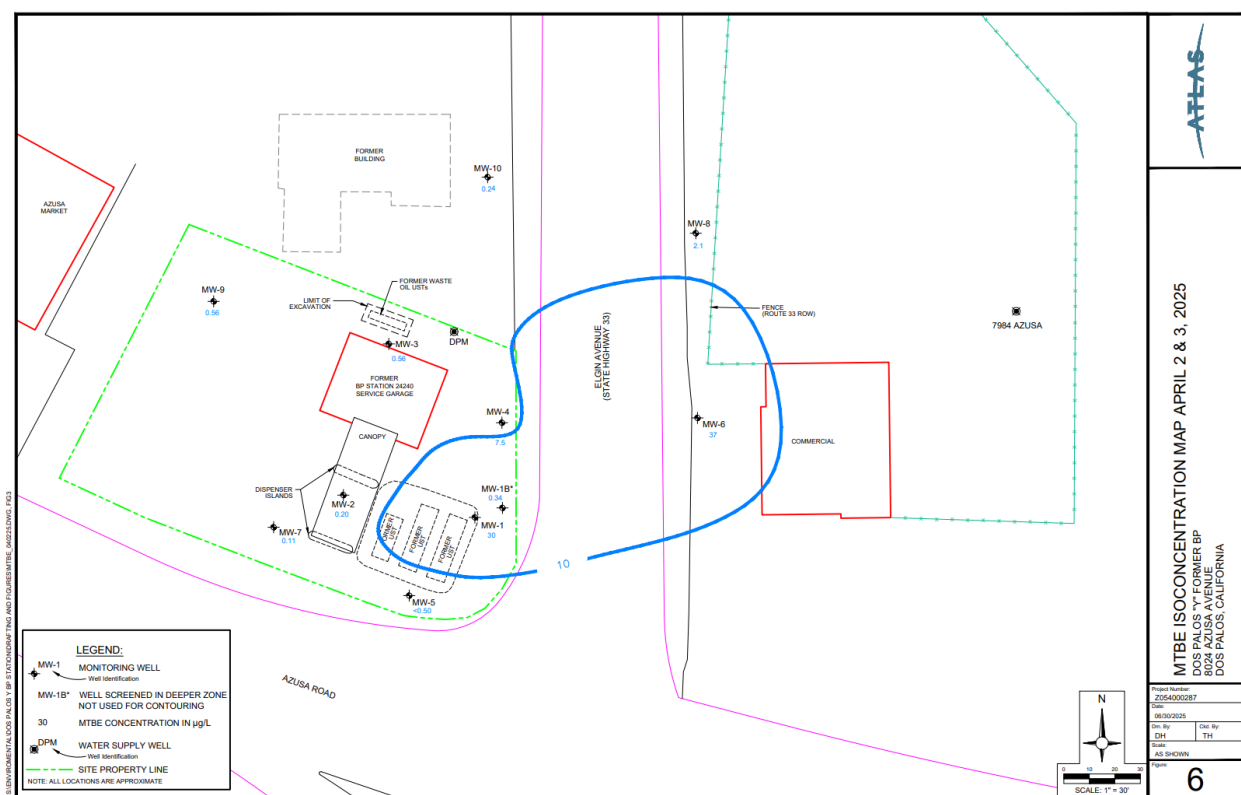 FORMER
BUILDING
MW-10
0.24
AZUSA
MARKET
MW-8
2.1
FORMER WASTE
OIL USTs
LIMIT OF
EXCAVATION
MW-9
0.56
MW-3
0.56
DPM
FENCE
(ROUTE 33 ROW)
7984 AZUSA
ELGIN AVENUE
(STATE HIGHWAY 33)
FORMER
BP STATION 24240
SERVICE GARAGE
MW-4
7.5
MW-6
37
CANOPY
COMMERCIAL
DISPENSER
ISLANDS
MW-2
0.20
MW-1B*
0.34
MW-1
30
MW-7
0.11
FORMER
UST
FORMER
UST
FORMER
UST
10
MW-5
<0.50
AZUSA ROAD
LEGEND:
MW-1 MONITORING WELL
Well Identification
MW-1B* WELL SCREENED IN DEEPER ZONE
NOT USED FOR CONTOURING
30 MTBE CONCENTRATION IN µg/L
DPM WATER SUPPLY WELL
Well Identification
SITE PROPERTY LINE
NOTE: ALL LOCATIONS ARE APPROXIMATE
N
0 10 20 30
SCALE: 1" = 30'
ATLAS
MTBE ISOCONCENTRATION MAP APRIL 2 & 3, 2025
DOS PALOS "Y" FORMER BP
8024 AZUSA AVENUE
DOS PALOS, CALIFORNIA
Project Number:
Z054000287
Date:
06/30/2025
Drn. By: Ckd. By:
DH TH
Scale:
AS SHOWN
Figure:
6